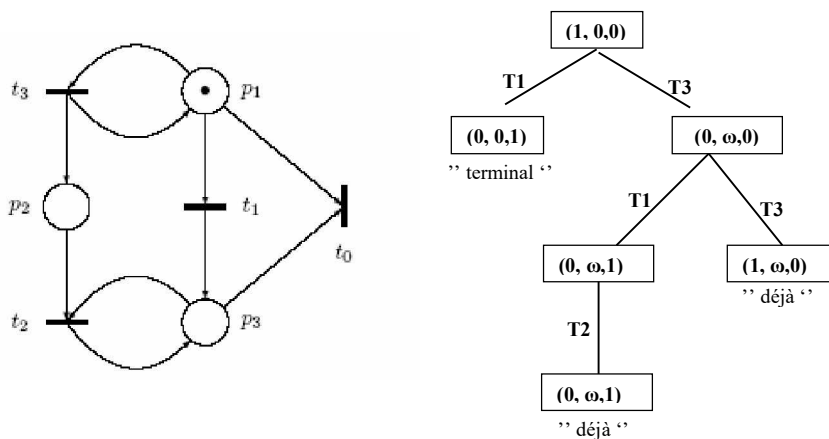 t3 p1
p2 t1
t0
t2 p3
(1, 0,0)
T1 T3
(0, 0,1) (0, ω,0)
’’ terminal ‘’
T1 T3
(0, ω,1) (1, ω,0)
’’ déjà ‘’
T2
(0, ω,1)
’’ déjà ‘’